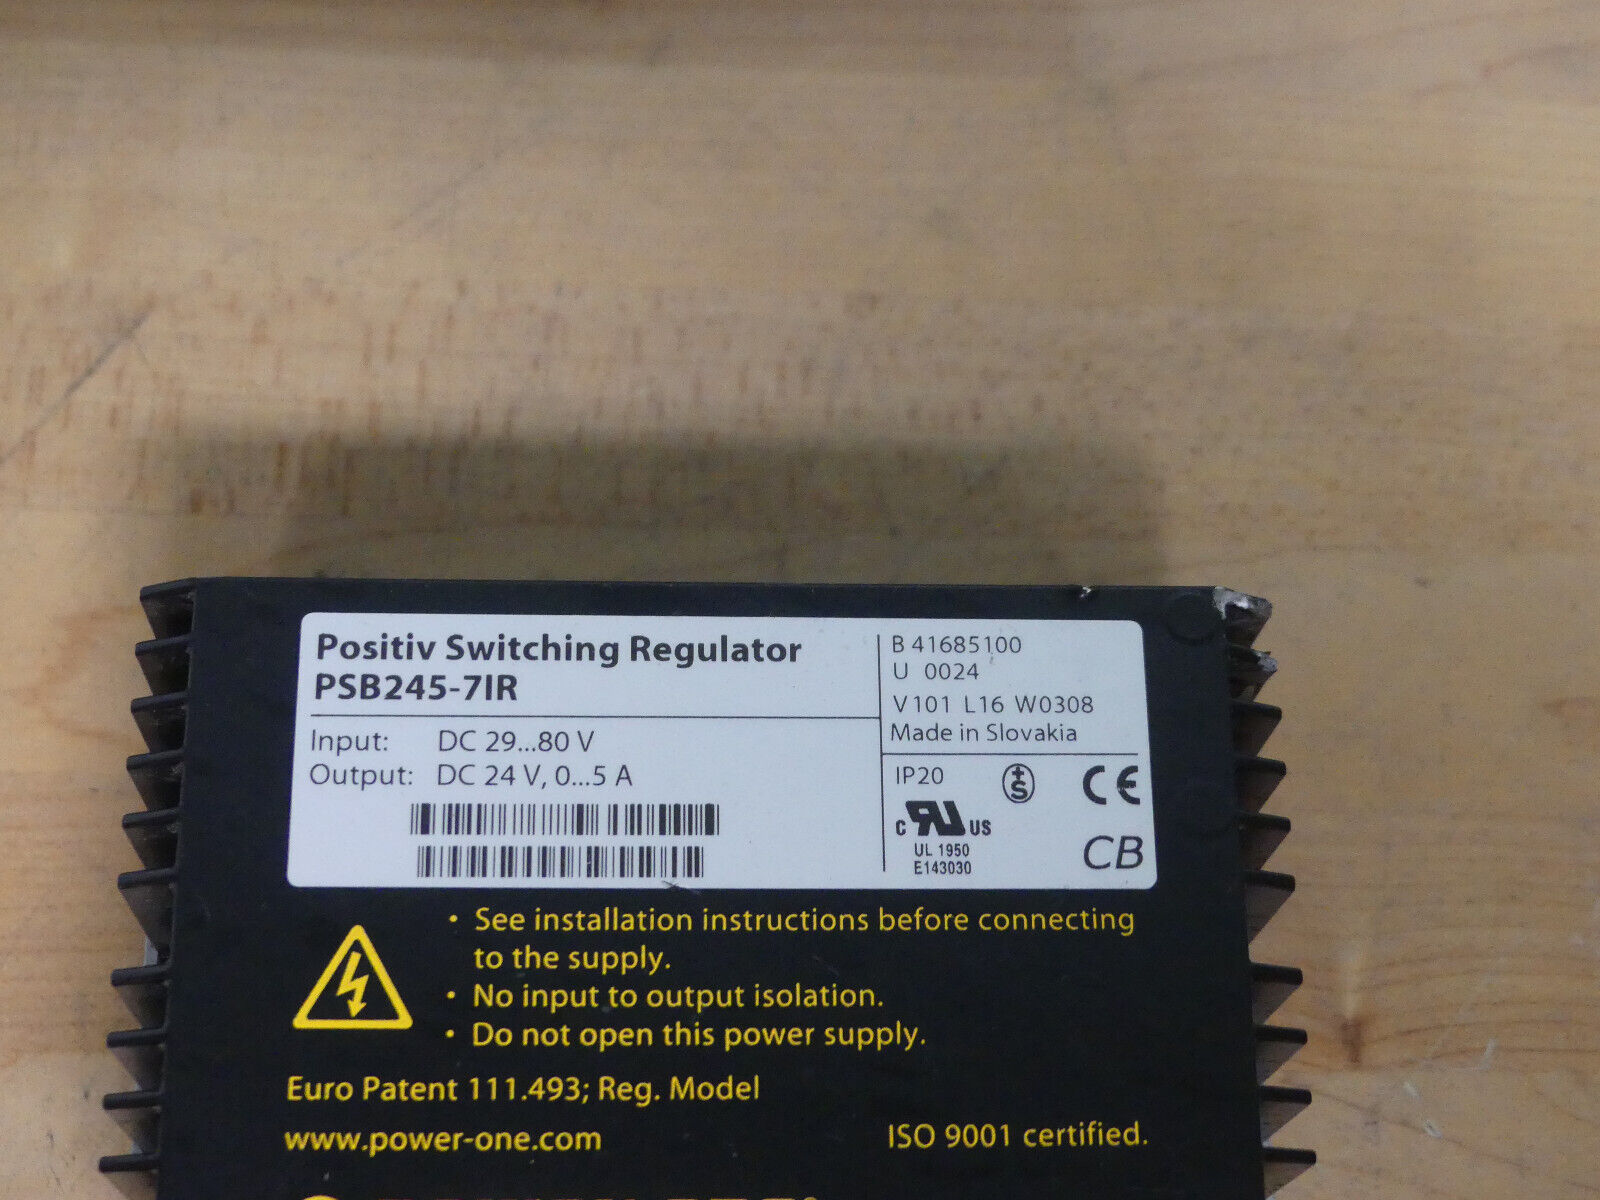 Positiv Switching Regulator
PSB245-7IR
Input: DC 29...80 V
Output: DC 24 V, 0...5 A
B 41685100
U 0024
V101 L16 W0308
Made in Slovakia
IP20
+S
CE
c RU US
UL 1950
E143030
CB
• See installation instructions before connecting
to the supply.
• No input to output isolation.
• Do not open this power supply.
Euro Patent 111.493; Reg. Model
www.power-one.com
ISO 9001 certified.